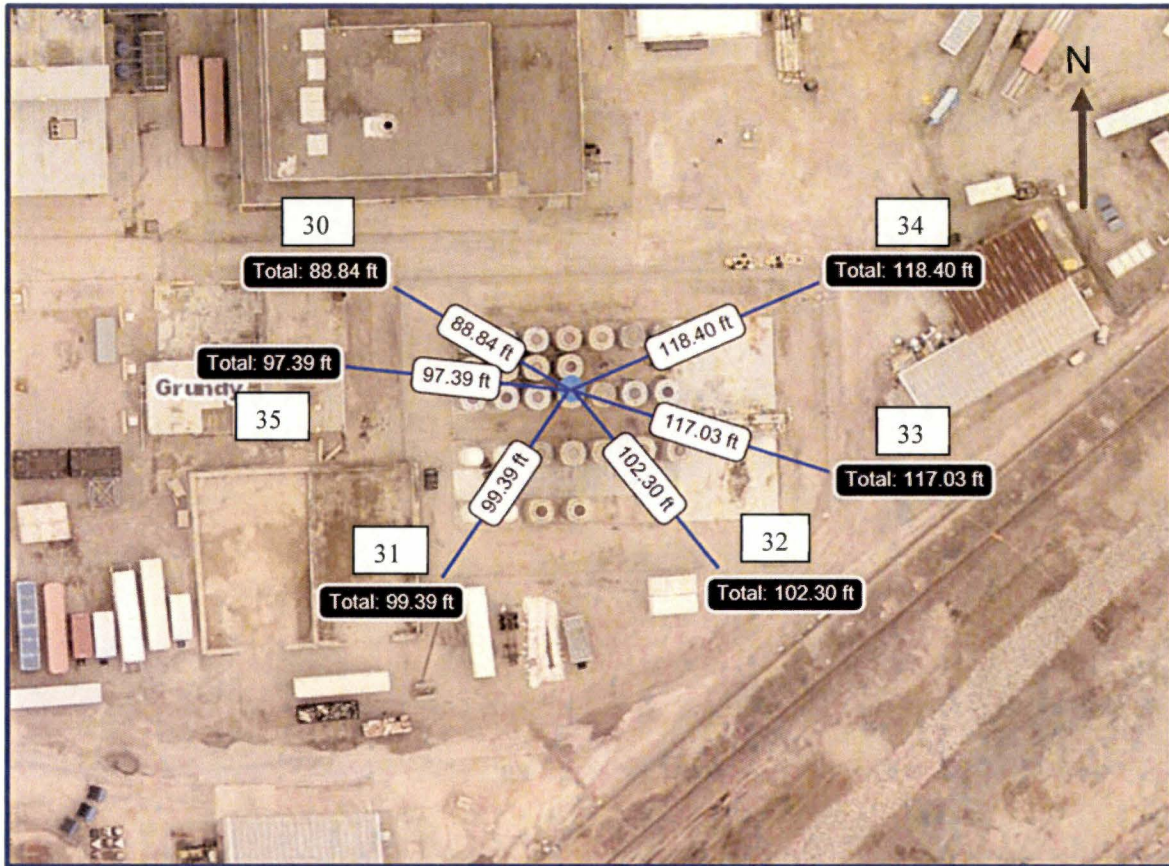 N
30
34
Total: 88.84 ft
Total: 118.40 ft
88.84 ft
118.40 ft
Total: 97.39 ft
97.39 ft
Grundy
35
117.03 ft
33
Total: 117.03 ft
99.39 ft
102.30 ft
31
32
Total: 99.39 ft
Total: 102.30 ft